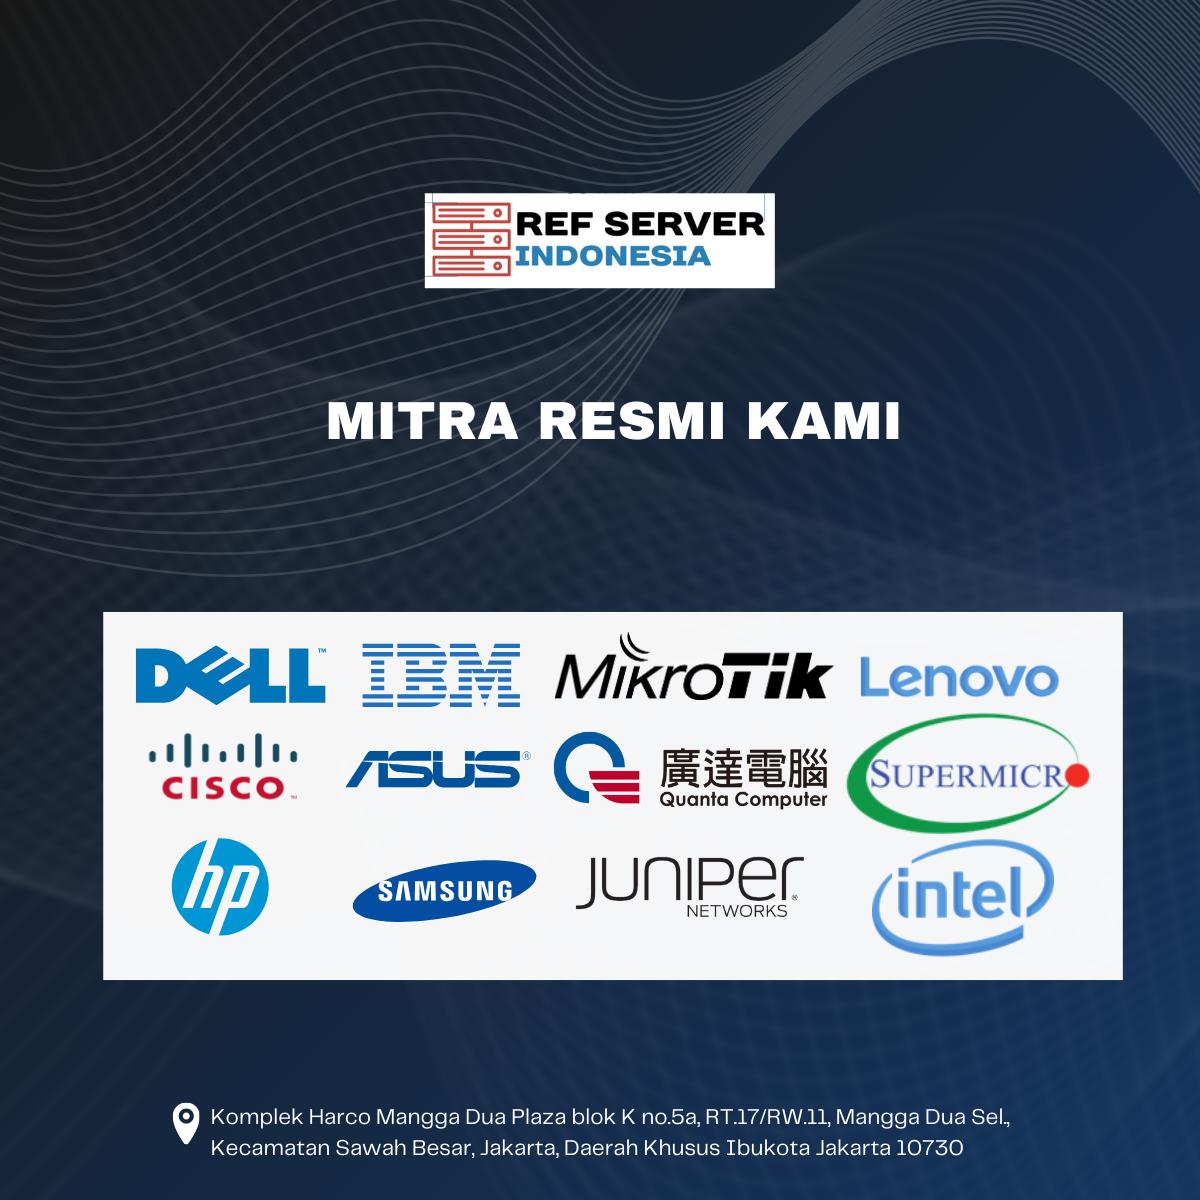 REF SERVER
INDONESIA
MITRA RESMI KAMI
DELL™ IBM MikroTik Lenovo
CISCO™ ASUS® 廣達電腦 SUPERMICRO
Quanta Computer
hp SAMSUNG JUNIPER® intel
NETWORKS
Komplek Harco Mangga Dua Plaza blok K no.5a, RT.17/RW.11, Mangga Dua Sel.,
Kecamatan Sawah Besar, Jakarta, Daerah Khusus Ibukota Jakarta 10730